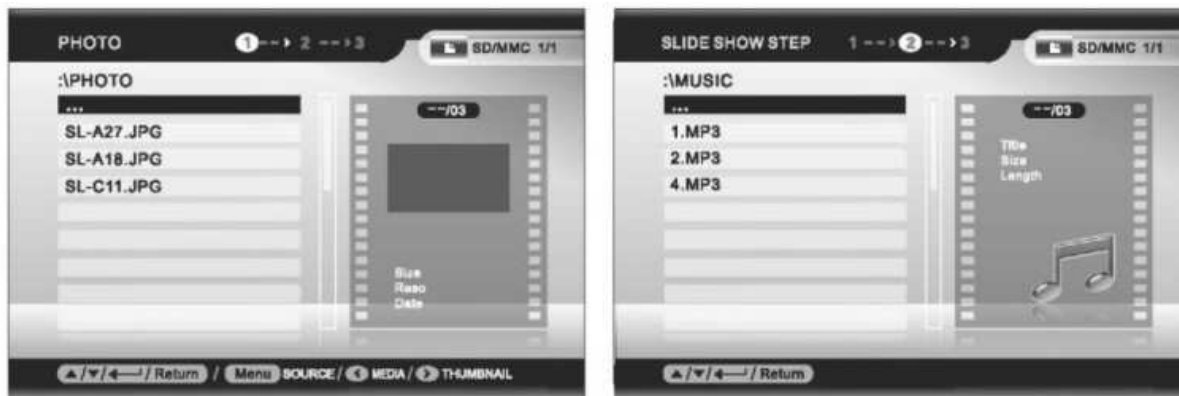 PHOTO 1 --> 2 -->3 SD/MMC 1/1
:\PHOTO
...
--/03
SL-A27.JPG
SL-A18.JPG
SL-C11.JPG
Size
Reso
Date
▲/▼/↵/Return / Menu SOURCE/ MEDIA/ THUMBNAIL
SLIDE SHOW STEP 1 -->2-->3 SD/MMC 1/1
:\MUSIC
...
--/03
1.MP3
2.MP3
4.MP3
Title
Size
Length
▲/▼/↵/Return